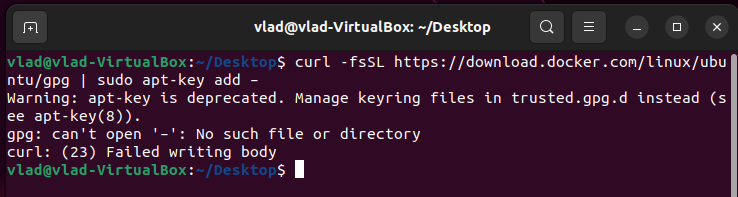 vlad@vlad-VirtualBox: ~/Desktop
vlad@vlad-VirtualBox:~/Desktop$ curl -fsSL https://download.docker.com/linux/ubu
ntu/gpg | sudo apt-key add –
Warning: apt-key is deprecated. Manage keyring files in trusted.gpg.d instead (s
ee apt-key(8)).
gpg: can't open '–': No such file or directory
curl: (23) Failed writing body
vlad@vlad-VirtualBox:~/Desktop$